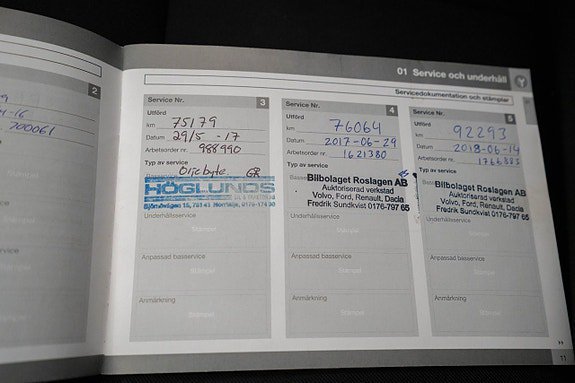 01 Service och underhåll
Servicedokumentation och stämplar
2
700061
Stämpel
Stämpel
Stämpel
Service Nr. 3
Utförd
km 75179
Datum 29/5 -17
Arbetsorder nr. 988990
Typ av service
Oljebyte GR
HÖGLUNDS
Underhållsservice
Stämpel
Anpassad basservice
Stämpel
Anmärkning
Stämpel
Service Nr. 4
Utförd
km 76064
Datum 2017-06-29
Arbetsorder nr. 1621380
Typ av service
Bilbolaget Roslagen AB
Auktoriserad verkstad
Volvo, Ford, Renault, Dacia
Fredrik Sundkvist 0176-797 65
Underhållsservice
Stämpel
Anpassad basservice
Stämpel
Anmärkning
Stämpel
Service Nr. 5
Utförd
km 92293
Datum 2018-06-14
Arbetsorder nr. 1766883
Typ av service
Bilbolaget Roslagen AB
Auktoriserad verkstad
Volvo, Ford, Renault, Dacia
Fredrik Sundkvist 0176-797 65
Underhållsservice
Stämpel
Anpassad basservice
Stämpel
Anmärkning
Stämpel
11